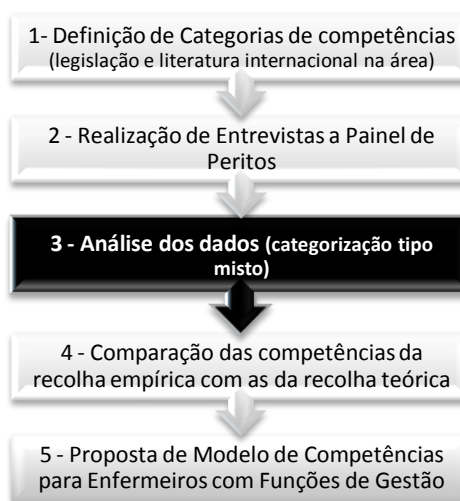 1- Definição de Categorias de competências
(legislação e literatura internacional na área)
2 - Realização de Entrevistas a Painel de
Peritos
3 - Análise dos dados (categorização tipo
misto)
4 - Comparação das competências da
recolha empírica com as da recolha teórica
5 - Proposta de Modelo de Competências
para Enfermeiros com Funções de Gestão